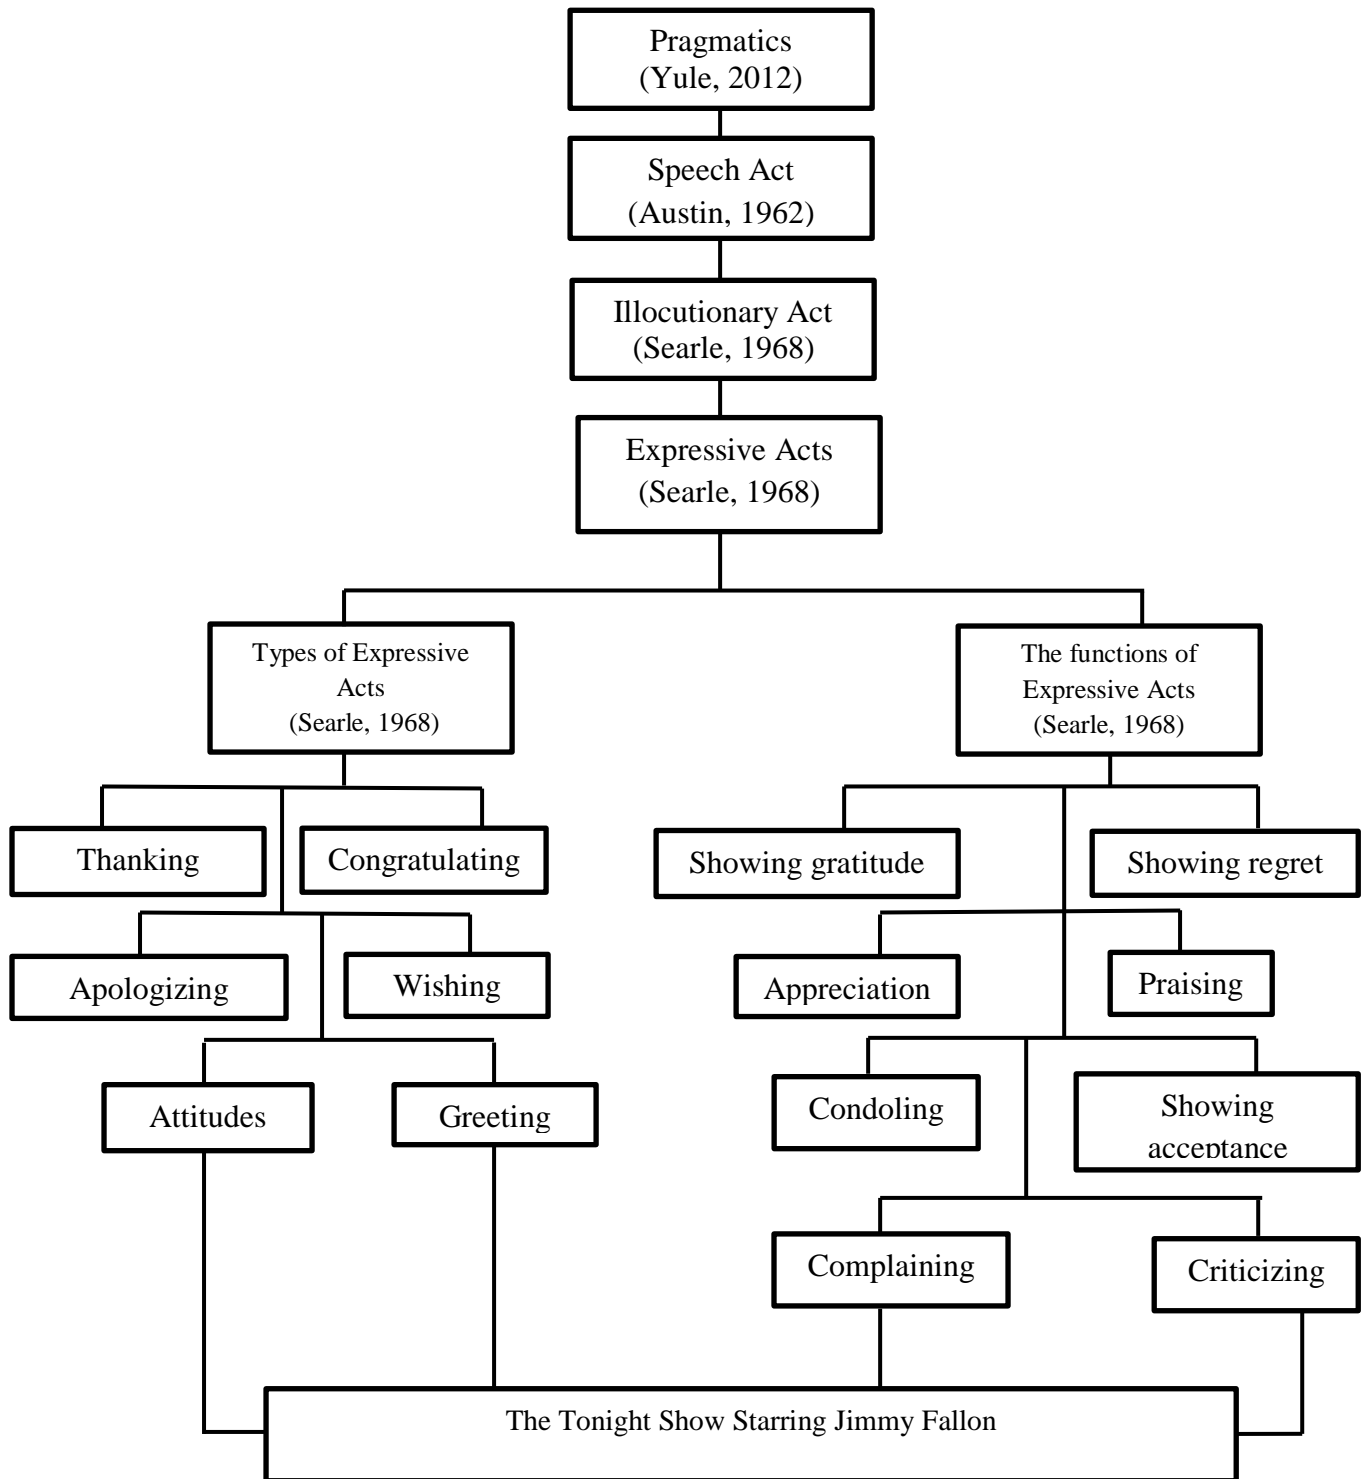 Pragmatics
(Yule, 2012)
Speech Act
(Austin, 1962)
Illocutionary Act
(Searle, 1968)
Expressive Acts
(Searle, 1968)
Types of Expressive
Acts
(Searle, 1968)
The functions of
Expressive Acts
(Searle, 1968)
Thanking
Congratulating
Showing gratitude
Showing regret
Apologizing
Wishing
Appreciation
Praising
Attitudes
Greeting
Condoling
Showing
acceptance
Complaining
Criticizing
The Tonight Show Starring Jimmy Fallon